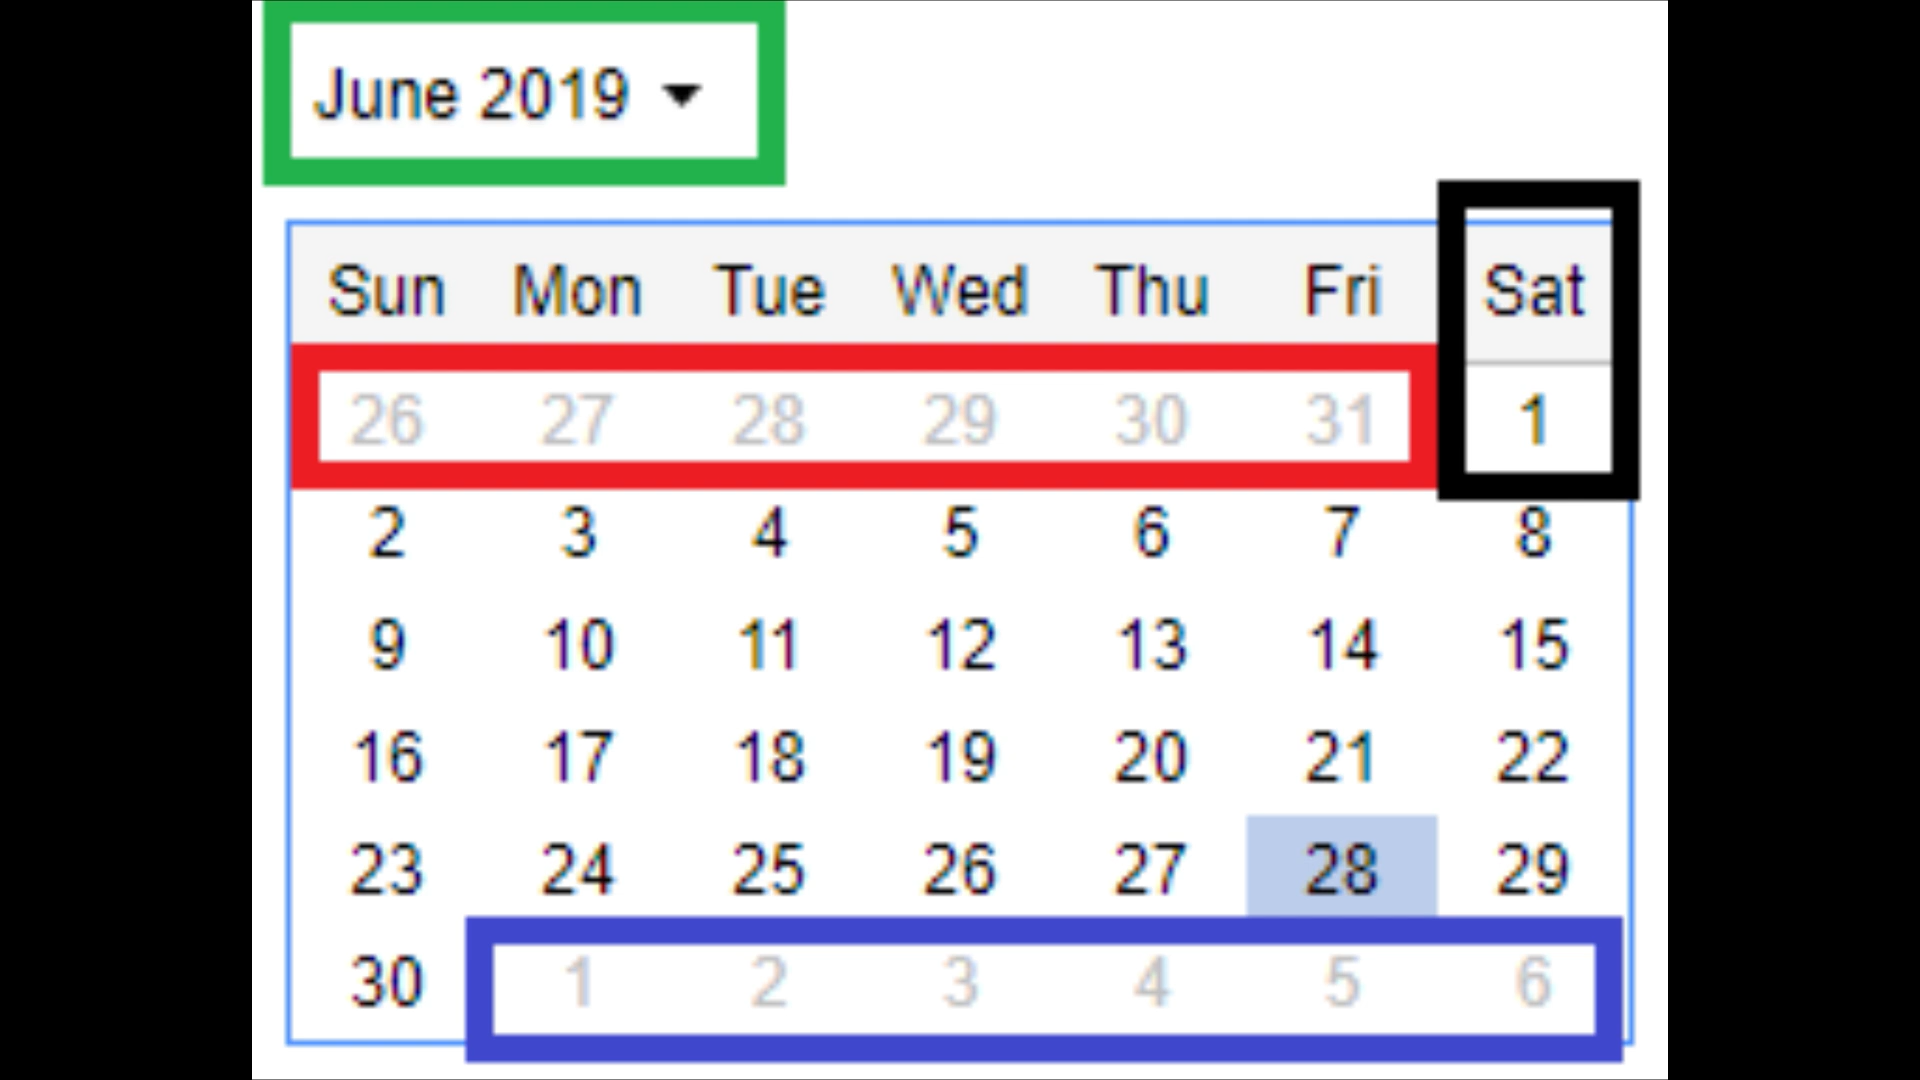 June 2019
Sun Mon Tue Wed Thu Fri Sat
26 27 28 29 30 31 1
2 3 4 5 6 7 8
9 10 11 12 13 14 15
16 17 18 19 20 21 22
23 24 25 26 27 28 29
30 1 2 3 4 5 6